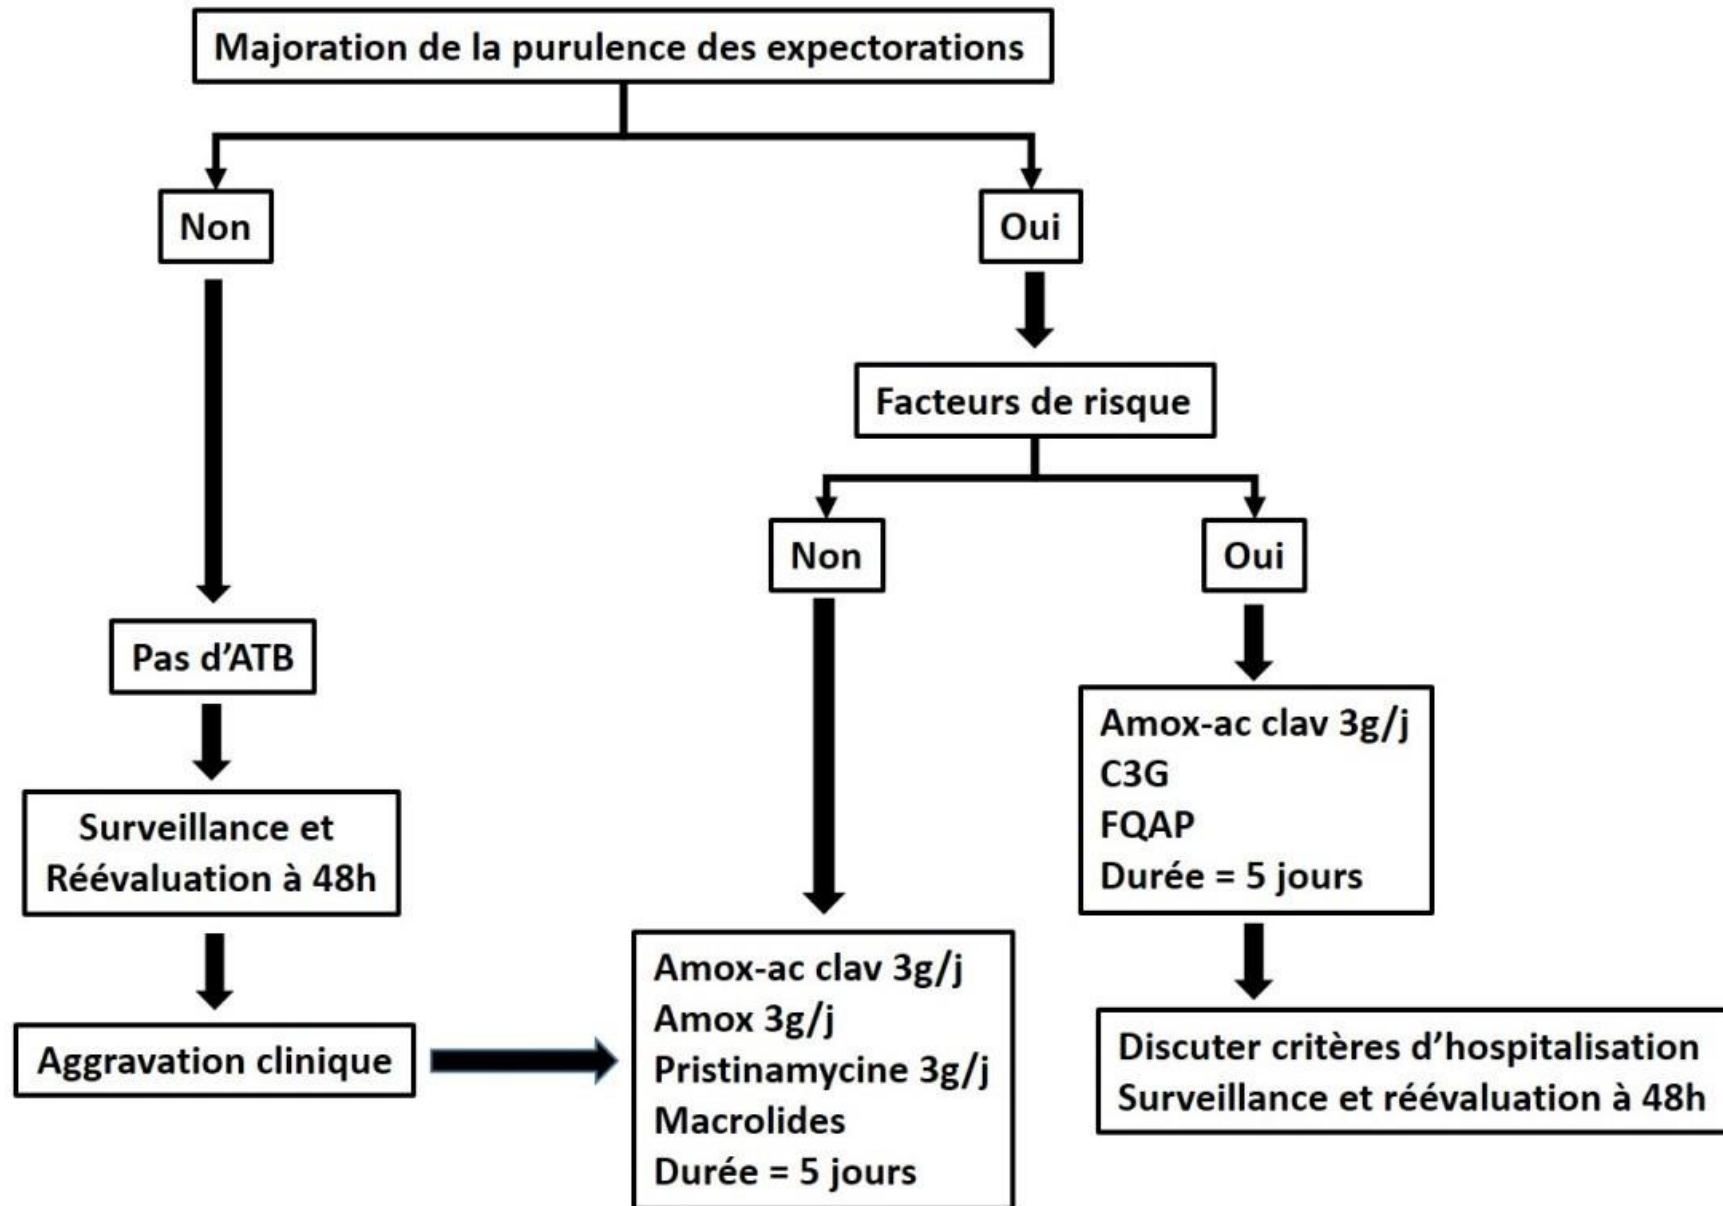 Majoration de la purulence des expectorations
Non
Oui
Facteurs de risque
Non
Oui
Pas d’ATB
Surveillance et
Réévaluation à 48h
Aggravation clinique
Amox-ac clav 3g/j
Amox 3g/j
Pristinamycine 3g/j
Macrolides
Durée = 5 jours
Amox-ac clav 3g/j
C3G
FQAP
Durée = 5 jours
Discuter critères d’hospitalisation
Surveillance et réévaluation à 48h